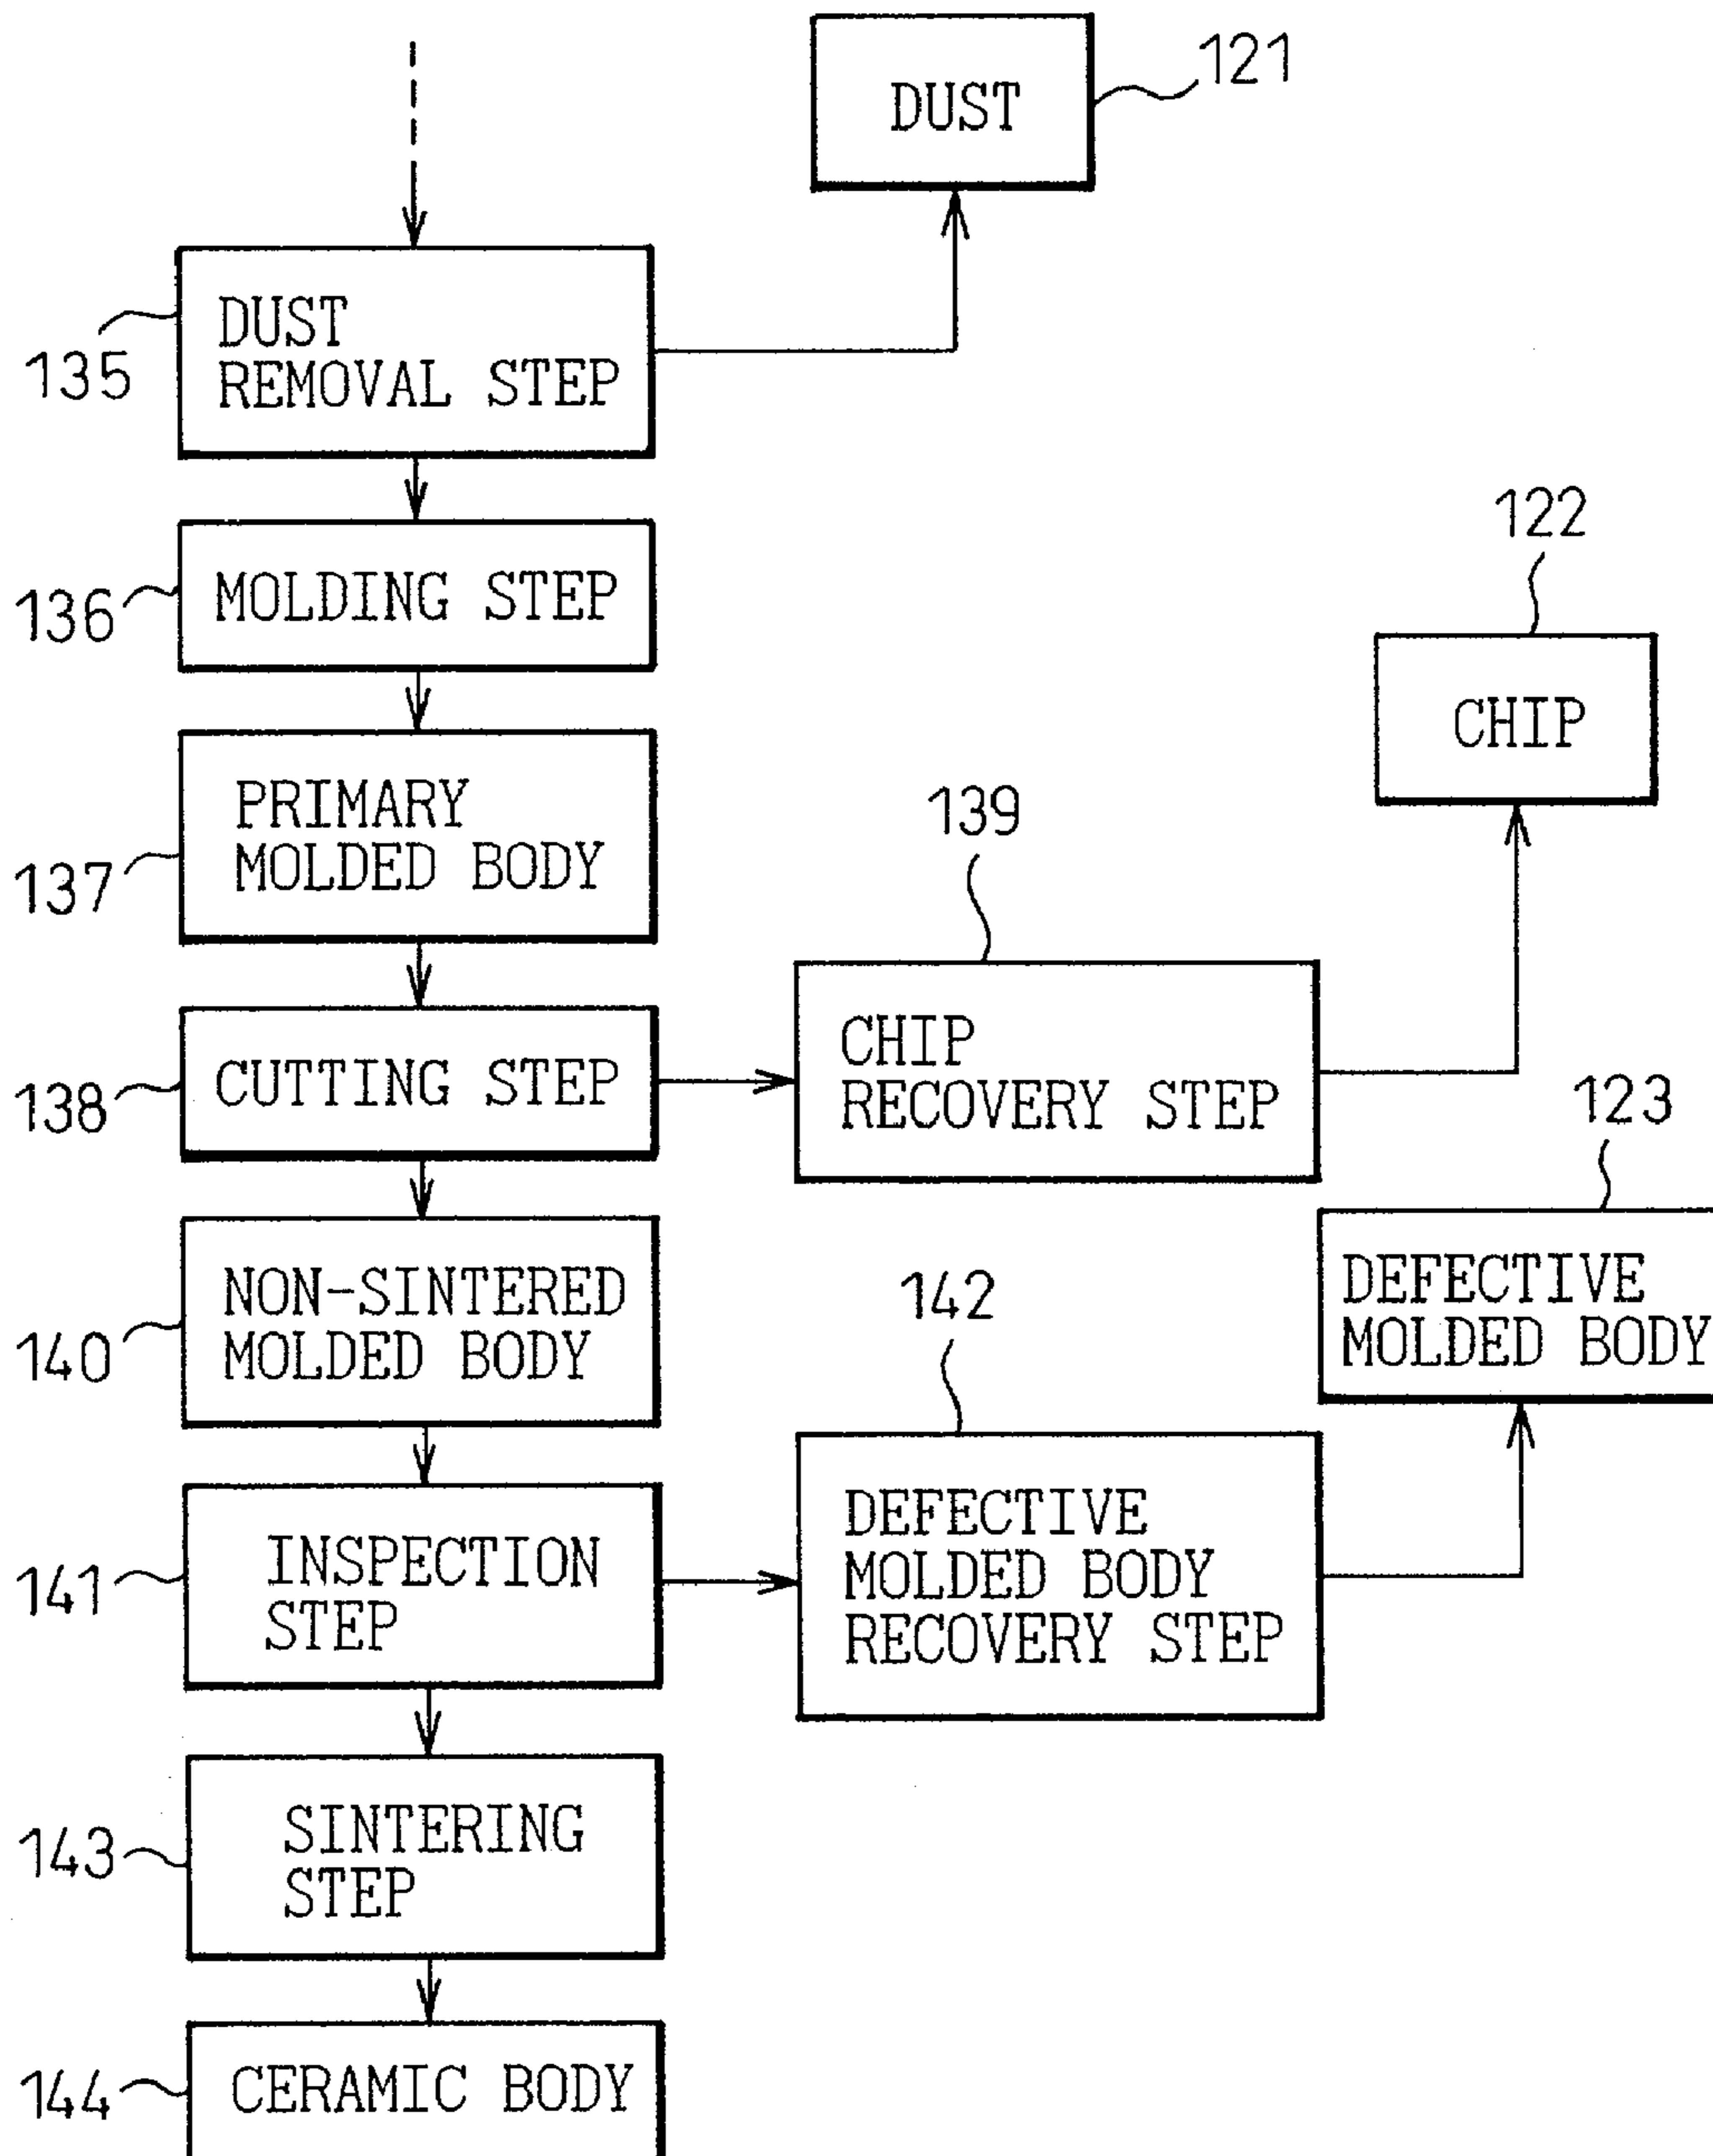 DUST
121
DUST
REMOVAL STEP
135
MOLDING STEP
136
122
CHIP
PRIMARY
MOLDED BODY
137
139
CUTTING STEP
138
CHIP
RECOVERY STEP
123
DEFECTIVE
MOLDED BODY
NON-SINTERED
MOLDED BODY
140
142
INSPECTION
STEP
141
DEFECTIVE
MOLDED BODY
RECOVERY STEP
SINTERING
STEP
143
CERAMIC BODY
144